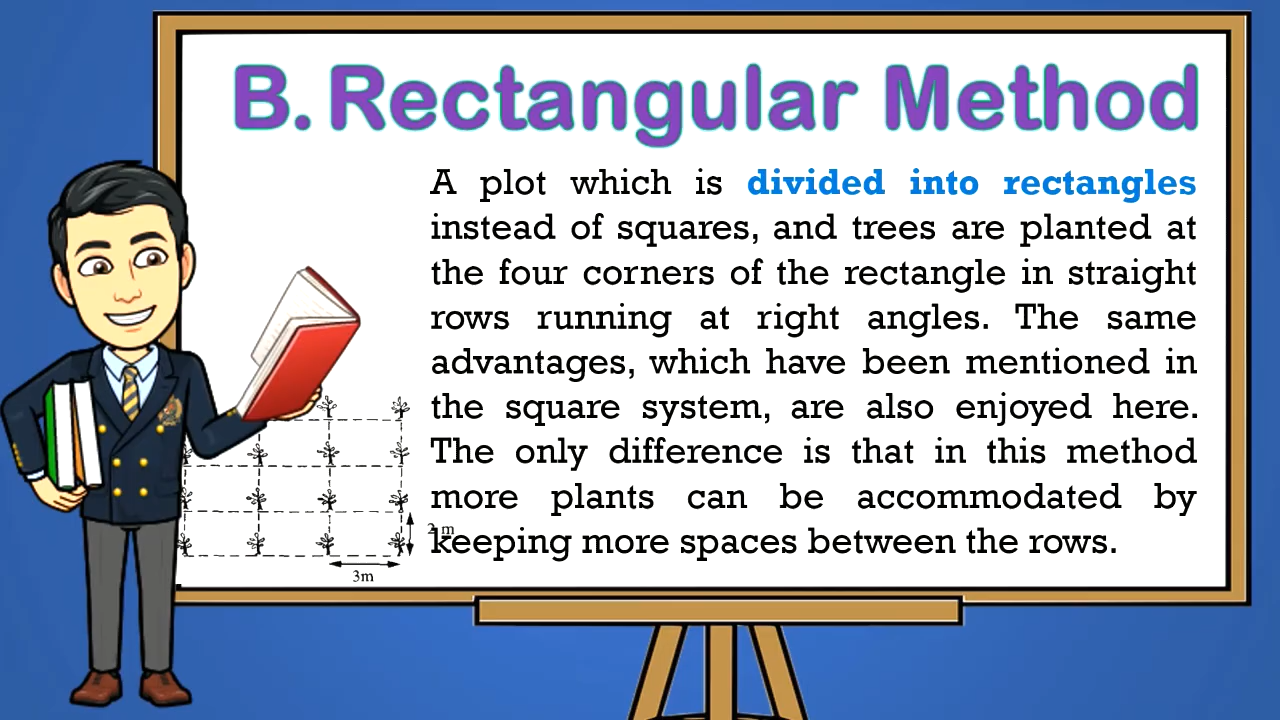 B. Rectangular Method
A plot which is divided into rectangles
instead of squares, and trees are planted at
the four corners of the rectangle in straight
rows running at right angles. The same
advantages, which have been mentioned in
the square system, are also enjoyed here.
The only difference is that in this method
more plants can be accommodated by
keeping more spaces between the rows.
2 m
3m